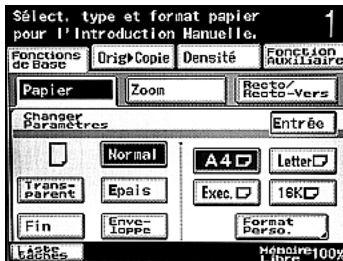 Sélect. type et format papier
pour l'Introduction Manuelle. 1
Fonctions de Base Orig▸Copie Densité Fonction Auxiliaire
Papier Zoom Recto/ Recto-Vers
Changer Paramètres Entrée
Normal A4 Letter
Trans- parent Epais Exec. 16K
Fin Enve- loppe Format Perso.
Liste tâches Mémoire Libre 100%